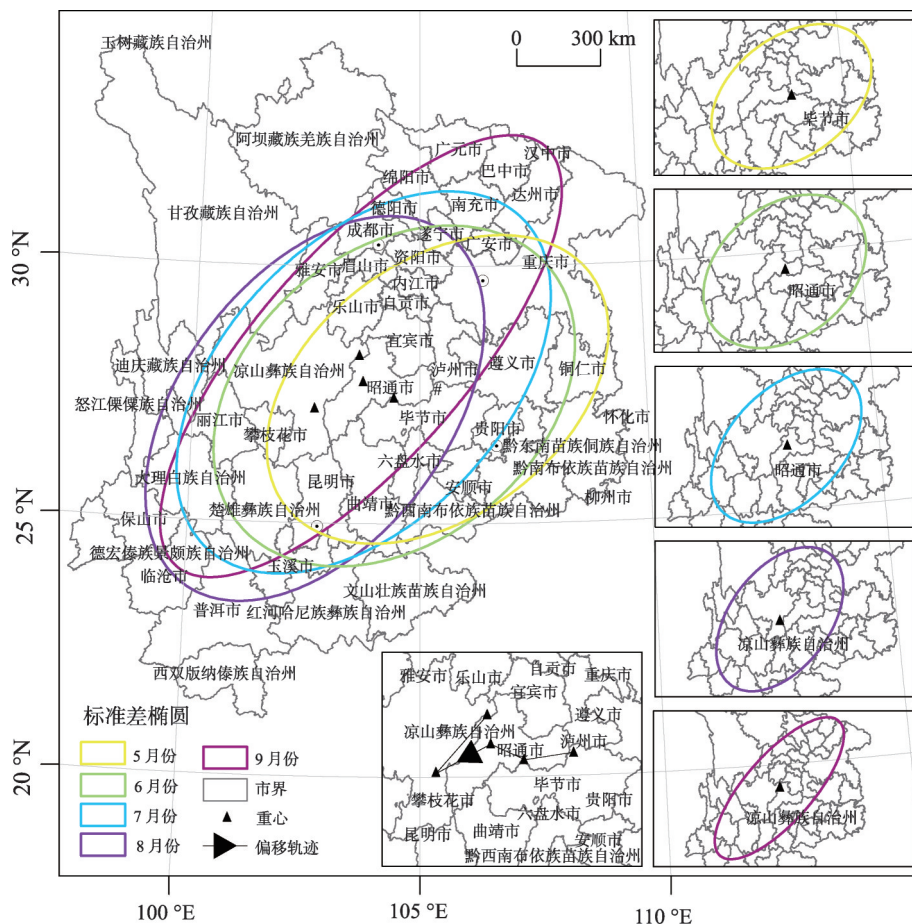 玉树藏族自治州
0 300 km
阿坝藏族羌族自治州
广元市
汉中市
绵阳市
巴中市
达州市
甘孜藏族自治州
德阳市
南充市
成都市
遂宁市
广安市
30 °N
雅安市
眉山市
资阳市
重庆市
内江市
乐山市
自贡市
宜宾市
迪庆藏族自治州
凉山彝族自治州
泸州市
遵义市
铜仁市
昭通市
怒江傈僳族自治州
丽江市
毕节市
怀化市
攀枝花市
贵阳市
黔东南苗族侗族自治州
六盘水市
黔南布依族苗族自治州
大理白族自治州
昆明市
安顺市
柳州市
25 °N
保山市
楚雄彝族自治州
曲靖市
黔西南布依族苗族自治州
德宏傣族景颇族自治州
玉溪市
临沧市
文山壮族苗族自治州
普洱市
红河哈尼族彝族自治州
西双版纳傣族自治州
标准差椭圆
5 月份
9 月份
20 °N
6 月份
市界
7 月份
重心
8 月份
偏移轨迹
雅安市
乐山市
自贡市
重庆市
宜宾市
凉山彝族自治州
遵义市
昭通市
泸州市
攀枝花市
毕节市
贵阳市
六盘水市
昆明市
曲靖市
安顺市
黔西南布依族苗族自治州
毕节市
昭通市
昭通市
凉山彝族自治州
凉山彝族自治州
100 °E
105 °E
110 °E